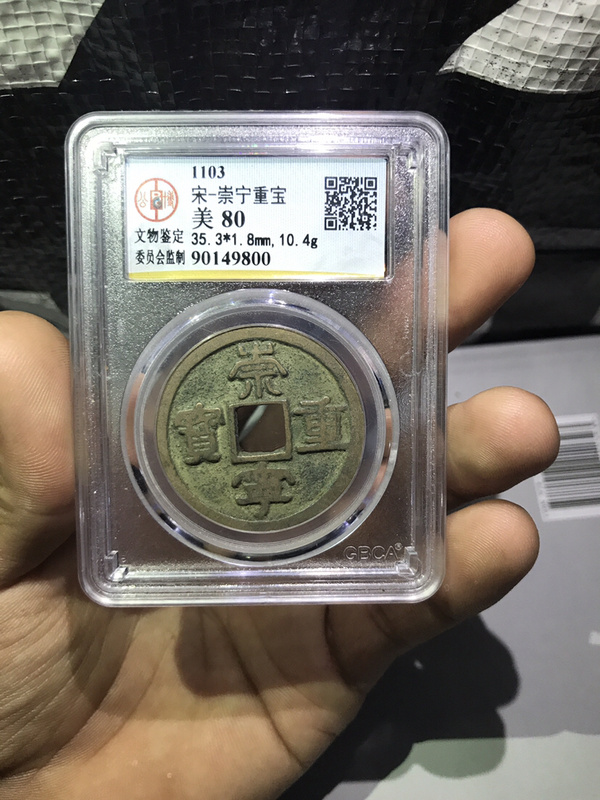 1103
宋-崇宁重宝
美 80
文物鉴定
35.3*1.8mm,10.4g
委员会监制
90149800
崇
寶 重
寧
GBCA®